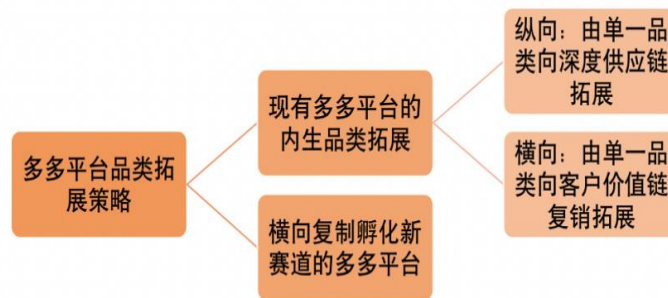 多多平台品类拓
展策略
现有多多平台的
内生品类拓展
横向复制孵化新
赛道的多多平台
纵向：由单一品
类向深度供应链
拓展
横向：由单一品
类向客户价值链
复销拓展